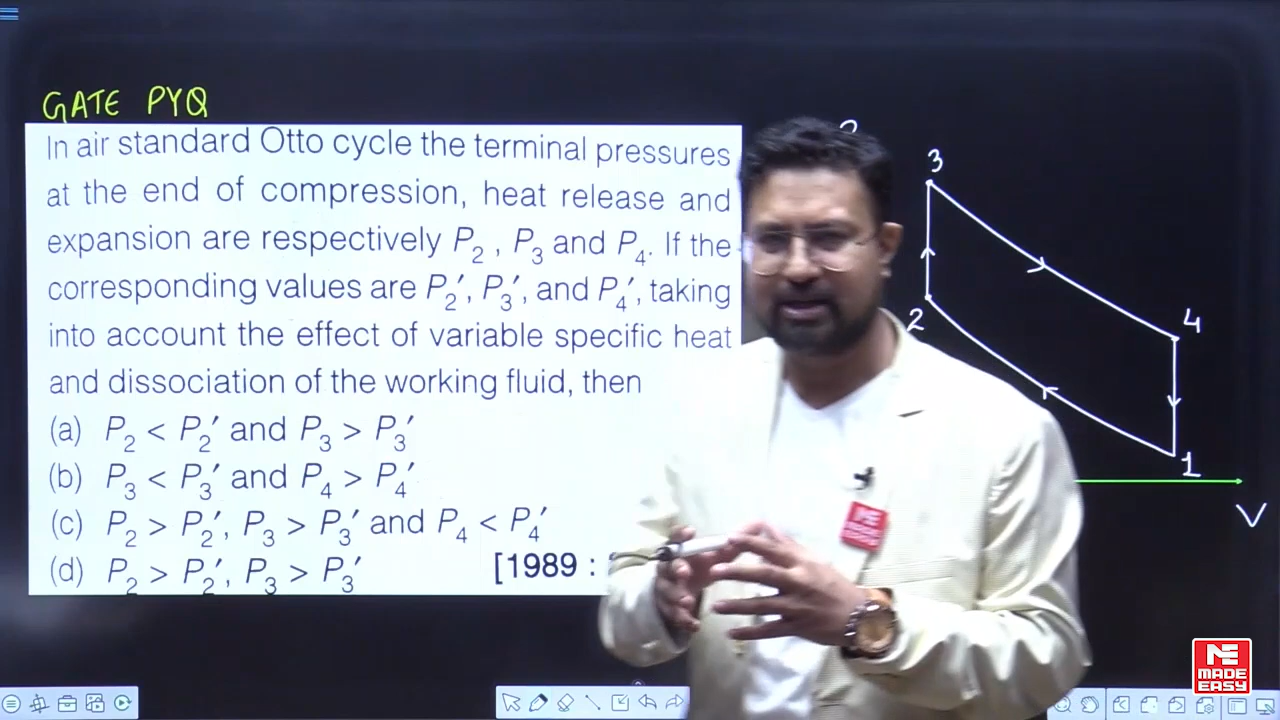 GATE PYQ
In air standard Otto cycle the terminal pressures
at the end of compression, heat release and
expansion are respectively P₂ , P₃ and P₄. If the
corresponding values are P₂′, P₃′, and P₄′, taking
into account the effect of variable specific heat
and dissociation of the working fluid, then
(a) P₂ < P₂′ and P₃ > P₃′
(b) P₃ < P₃′ and P₄ > P₄′
(c) P₂ > P₂′, P₃ > P₃′ and P₄ < P₄′
(d) P₂ > P₂′, P₃ > P₃′
[1989 :
3
2
4
1
V
ME
MADE
EASY